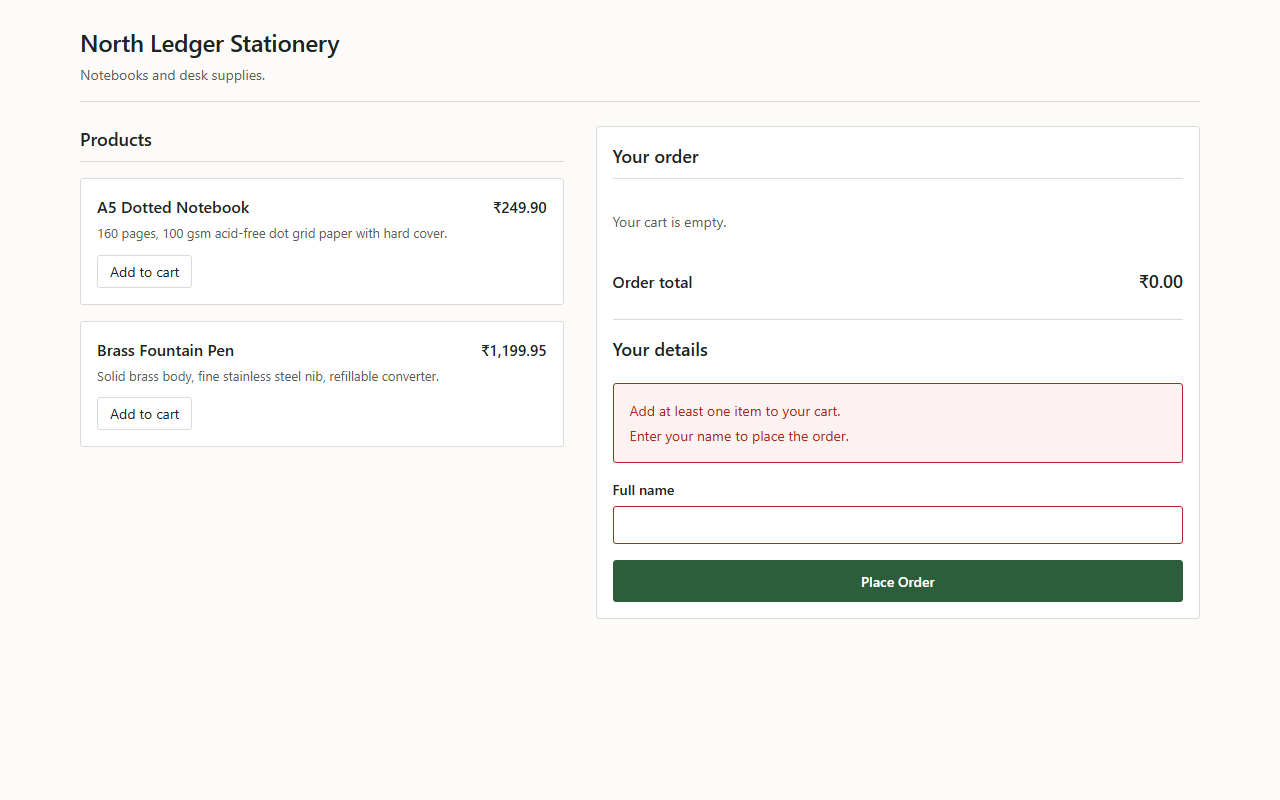 North Ledger Stationery
Notebooks and desk supplies.
Products
A5 Dotted Notebook ₹249.90
160 pages, 100 gsm acid-free dot grid paper with hard cover.
Add to cart
Brass Fountain Pen ₹1,199.95
Solid brass body, fine stainless steel nib, refillable converter.
Add to cart
Your order
Your cart is empty.
Order total ₹0.00
Your details
Add at least one item to your cart.
Enter your name to place the order.
Full name
Place Order